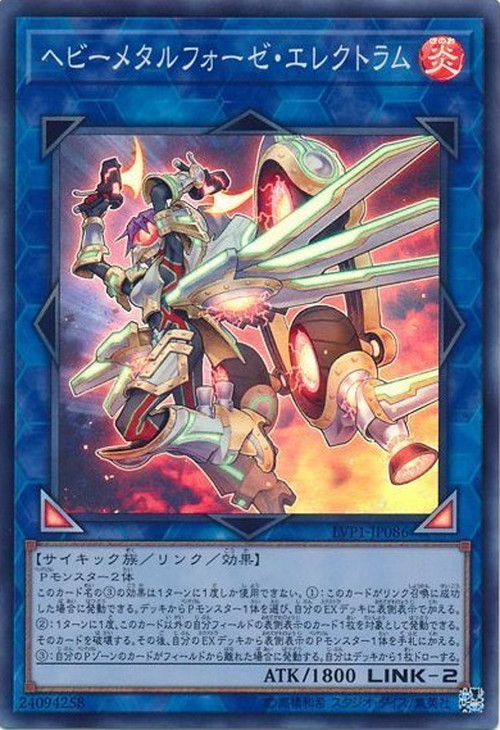 ヘビーメタルフォーゼ・エレクトラム
炎
LVP1-JP086
【サイキック族／リンク／効果】
Pモンスター2体
このカード名の③の効果は1ターンに1度しか使用できない。①：このカードがリンク召喚に成功
した場合に発動できる。デッキからPモンスター1体を選び、自分のEXデッキに表側表示で加える。
②：1ターンに1度、このカード以外の自分フィールドの表側表示のカード1枚を対象として発動できる。
そのカードを破壊する。その後、自分のEXデッキから表側表示のPモンスター1体を手札に加える。
③：自分のPゾーンのカードがフィールドから離れた場合に発動する。自分はデッキから1枚ドローする。
ATK/1800 LINK-2
24094258
©高橋和希 スタジオ・ダイス/集英社